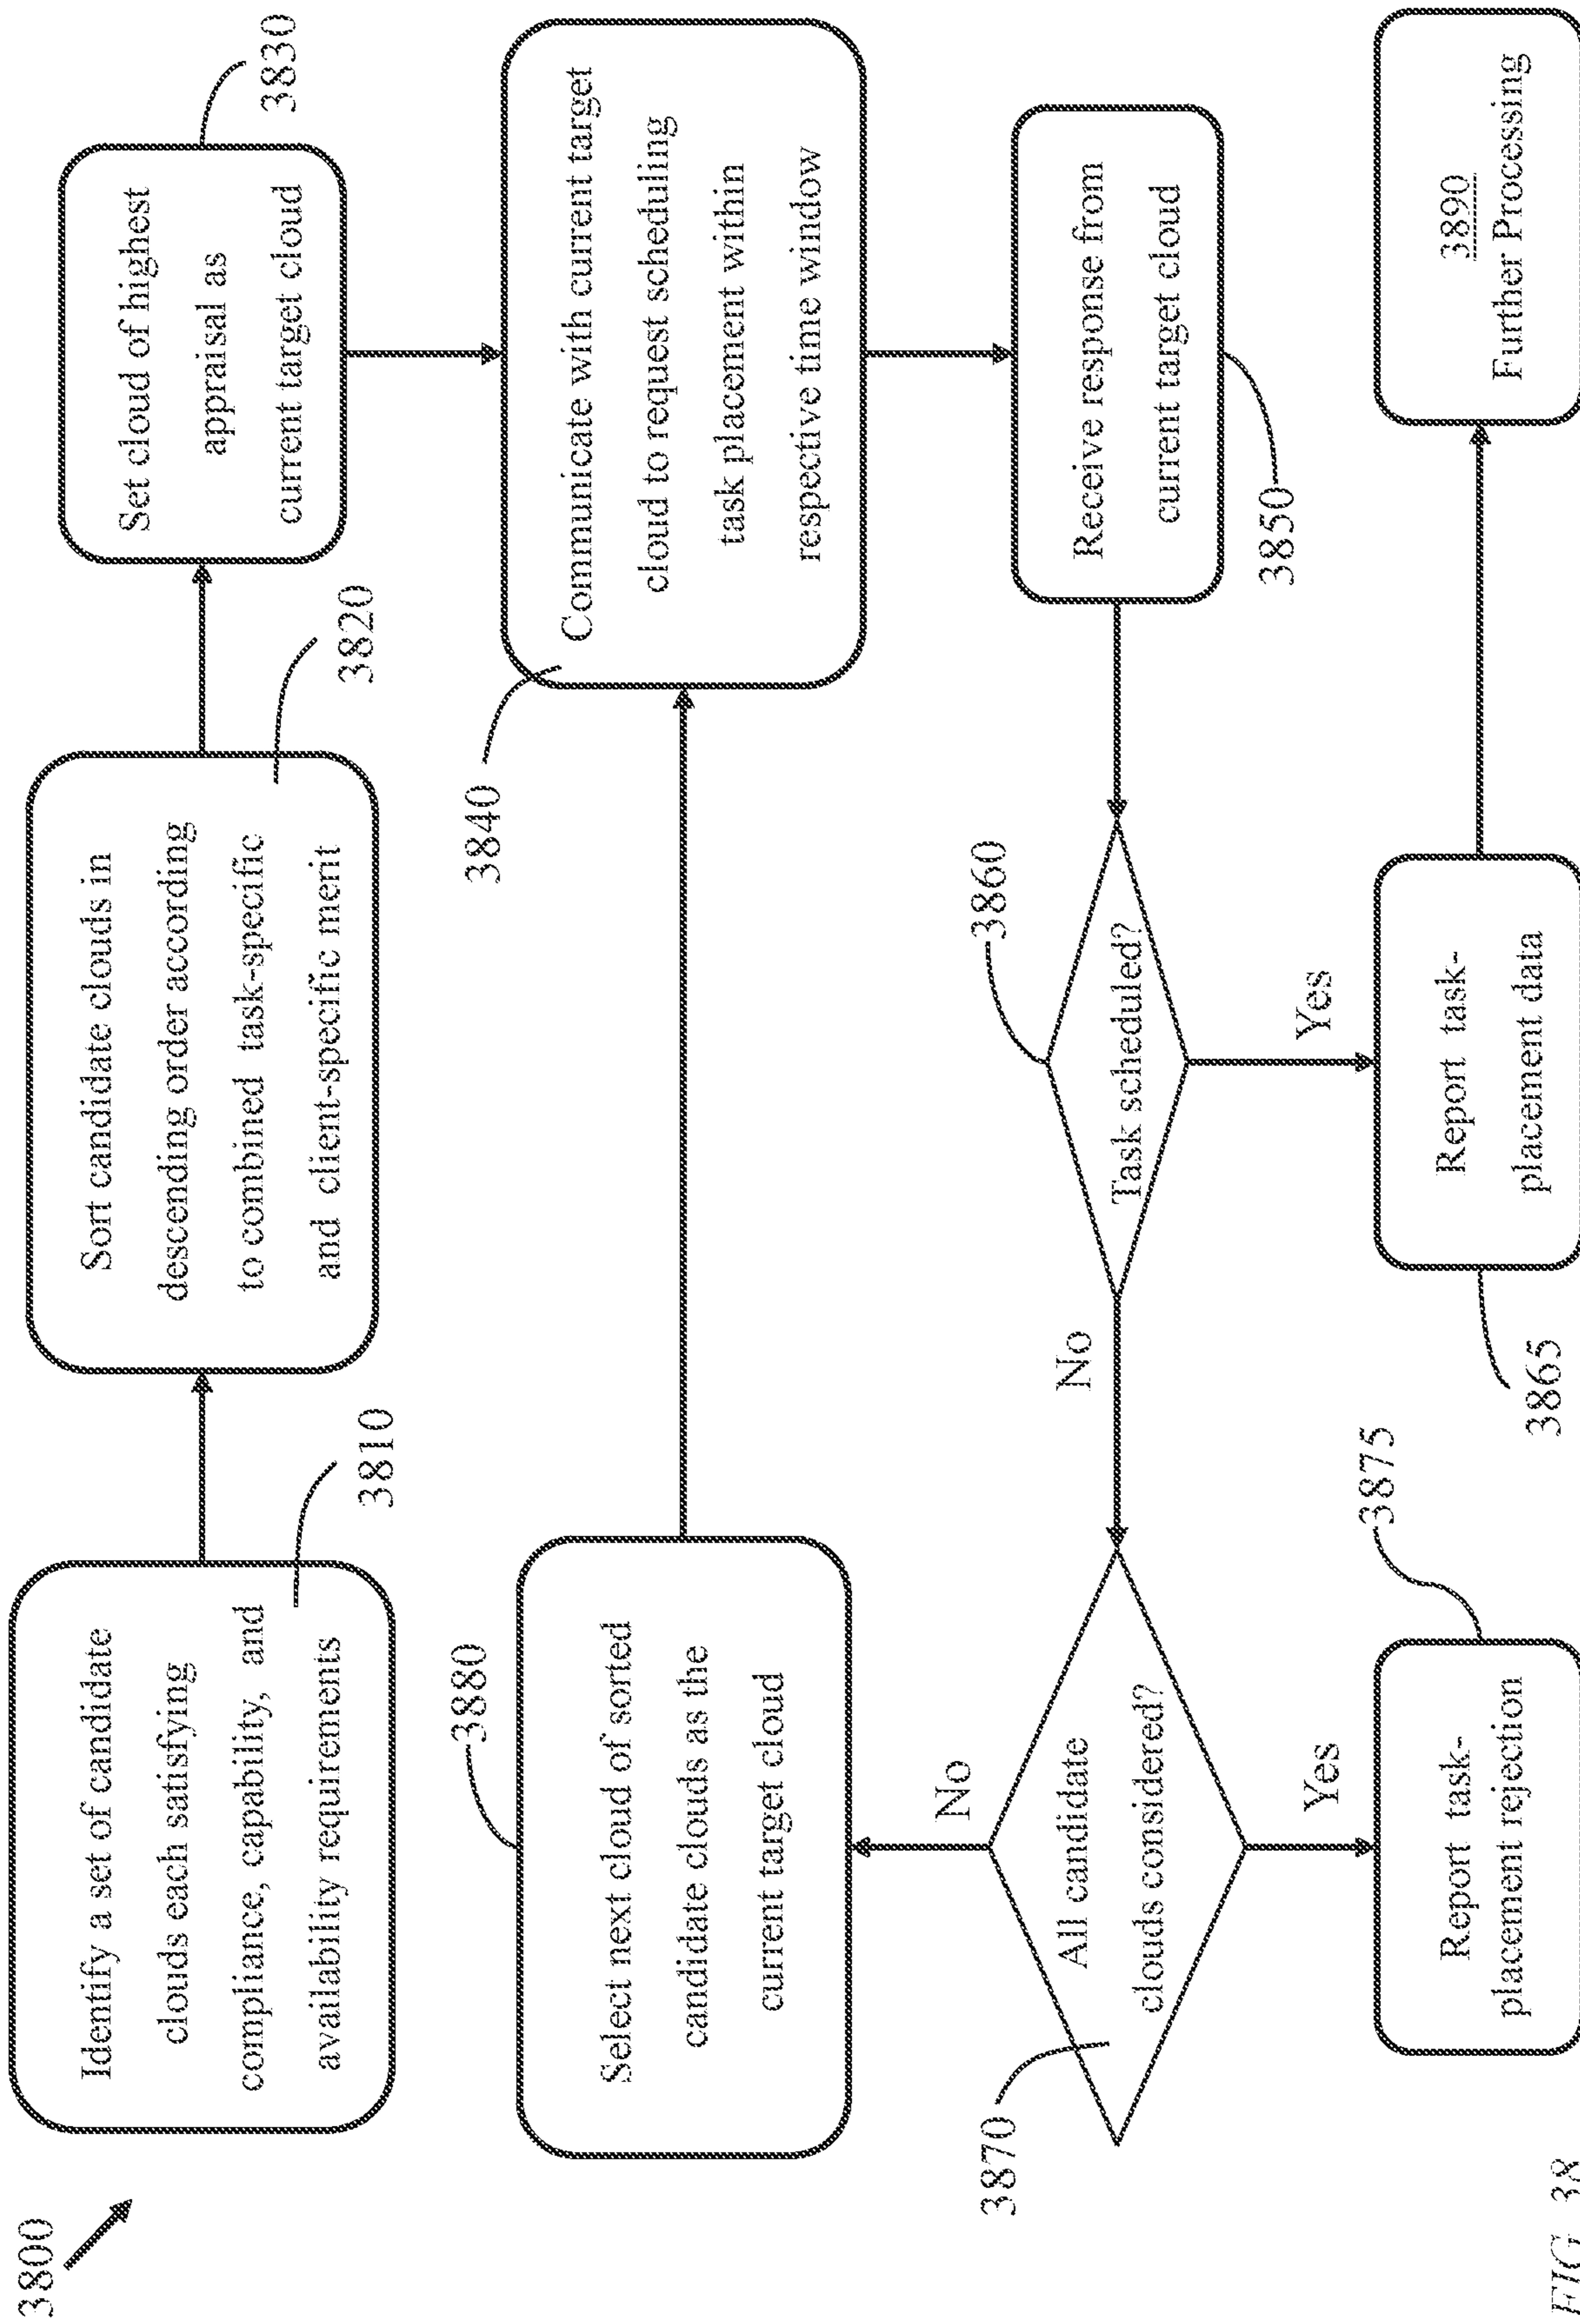 3800
Identify a set of candidate
clouds each satisfying
compliance, capability, and
availability requirements
3810
Sort candidate clouds in
descending order according
to combined task-specific
and client-specific merit
3820
Set cloud of highest
appraisal as
current target cloud
3830
3880
Select next cloud of sorted
candidate clouds as the
current target cloud
3840
Communicate with current target
cloud to request scheduling
task placement within
respective time window
No
3870
All candidate
clouds considered?
No
3860
Task scheduled?
Receive response from
current target cloud
3850
Yes
3875
Report task-
placement rejection
Yes
3865
Report task-
placement data
3890
Further Processing
FIG. 38